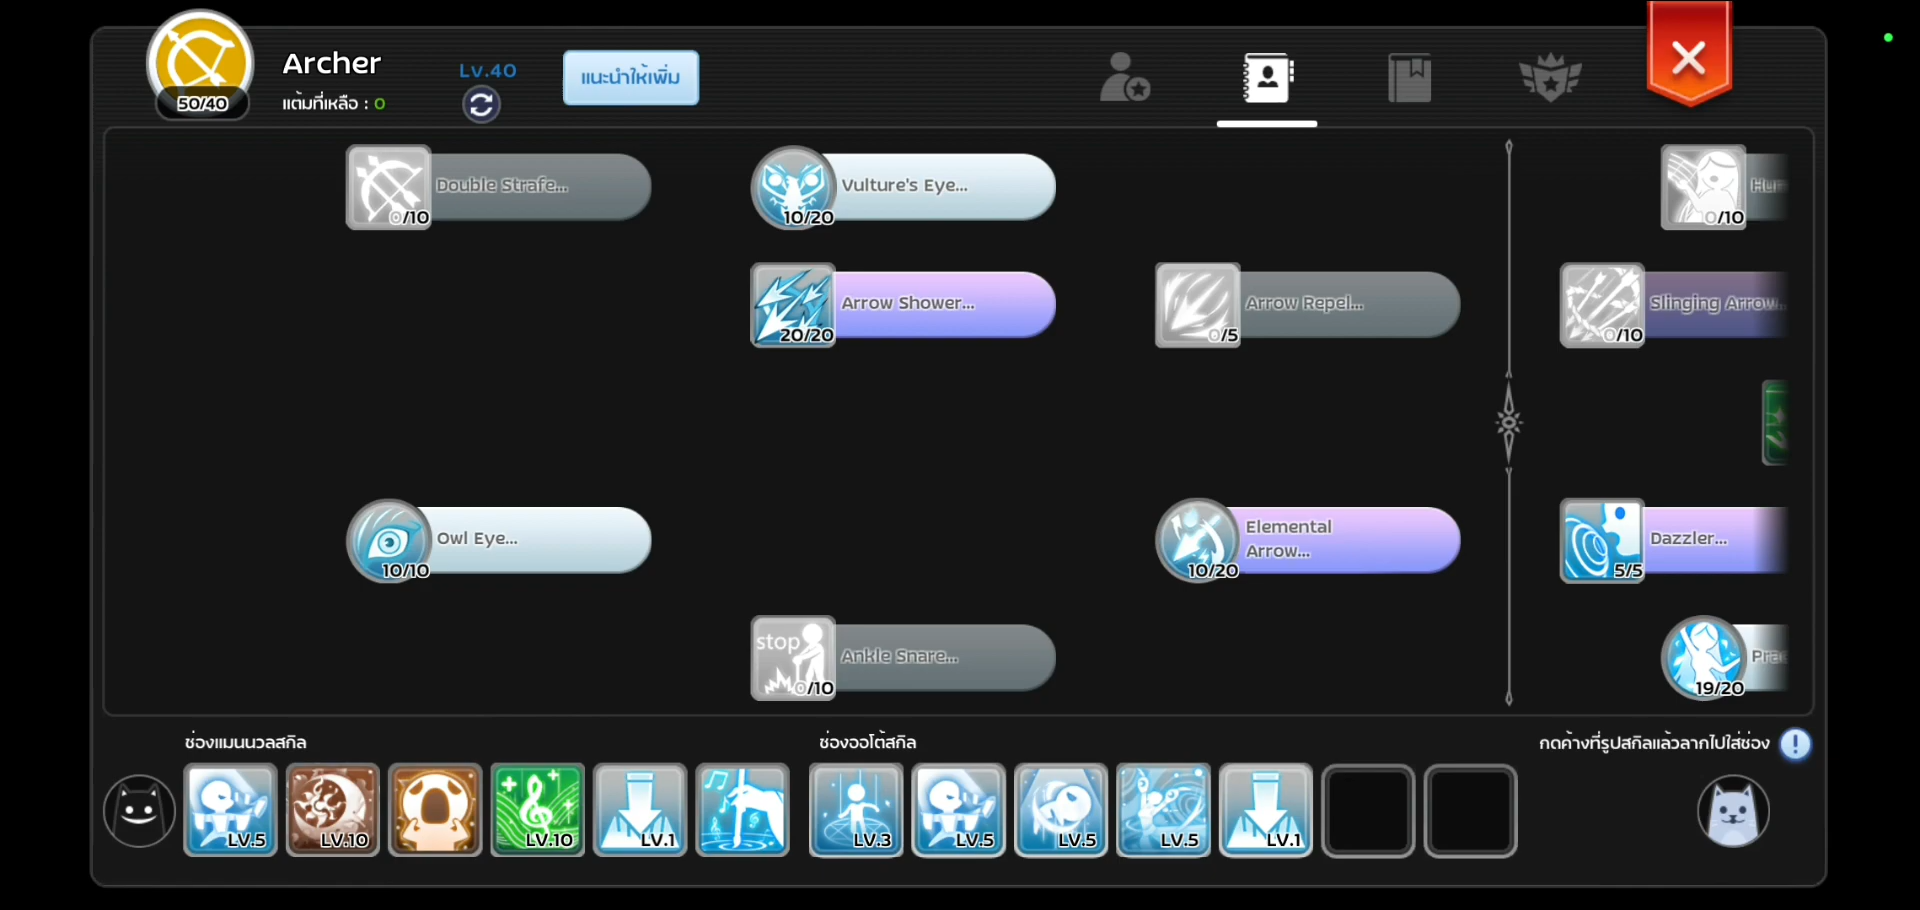 Archer
Lv.40
แนะนำให้เพิ่ม
50/40
แต้มที่เหลือ : 0
Double Strafe...
0/10
Vulture's Eye...
10/20
Hun
0/10
Arrow Shower...
20/20
Arrow Repel...
0/5
Slinging Arrow...
0/10
Owl Eye...
10/10
Elemental
Arrow...
10/20
Dazzler...
5/5
stop
Ankle Snare...
0/10
Prac
19/20
ช่องแมนนวลสกิล
ช่องออโต้สกิล
กดค้างที่รูปสกิลแล้วลากไปใส่ช่อง
LV.5
LV.10
LV.10
LV.1
LV.3
LV.5
LV.5
LV.5
LV.1